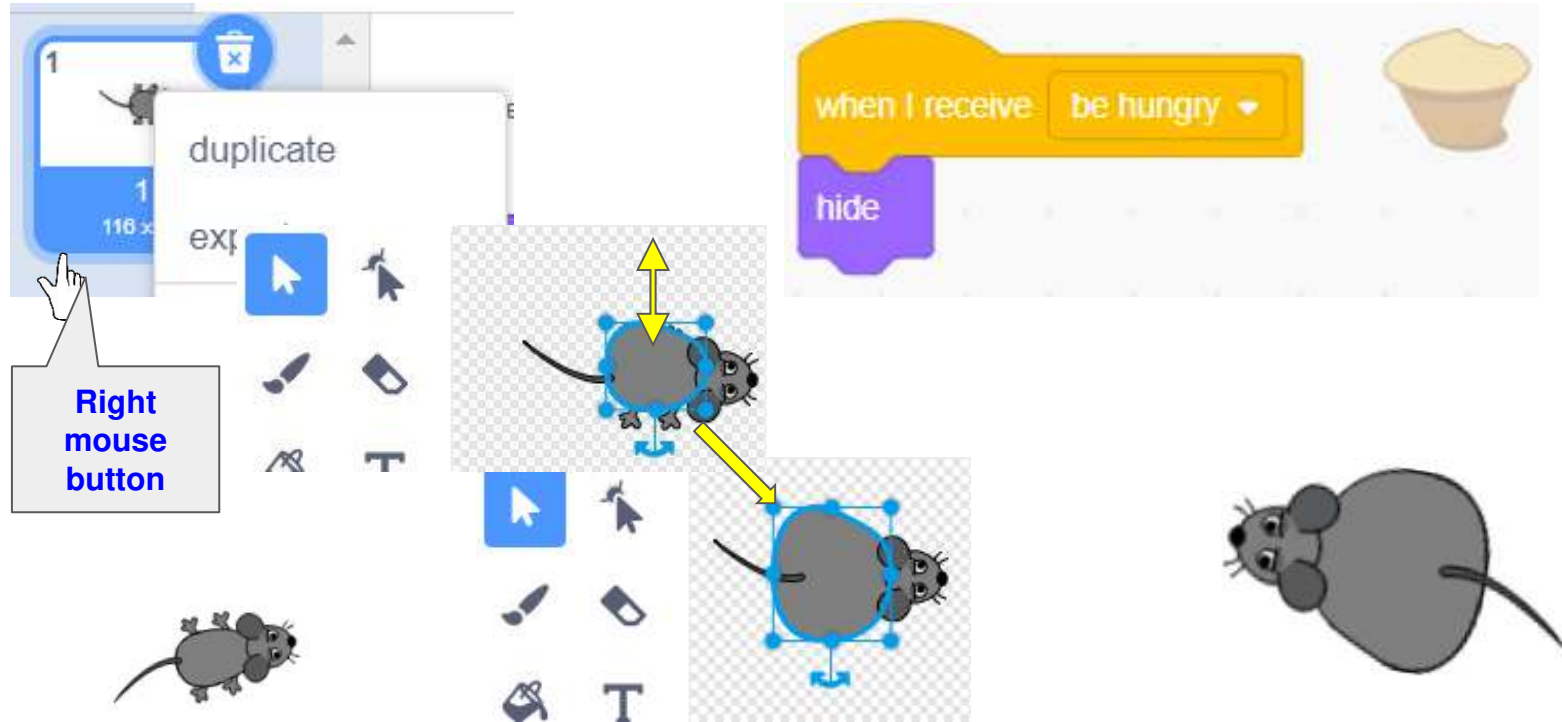 1
duplicate
1
116 x
exp
Right
mouse
button
T
T
when I receive be hungry
hide